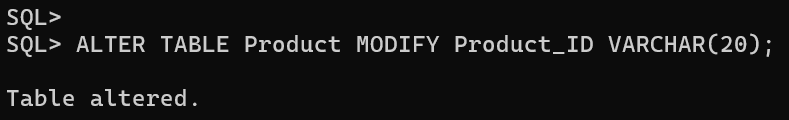 SQL>
SQL> ALTER TABLE Product MODIFY Product_ID VARCHAR(20);
Table altered.